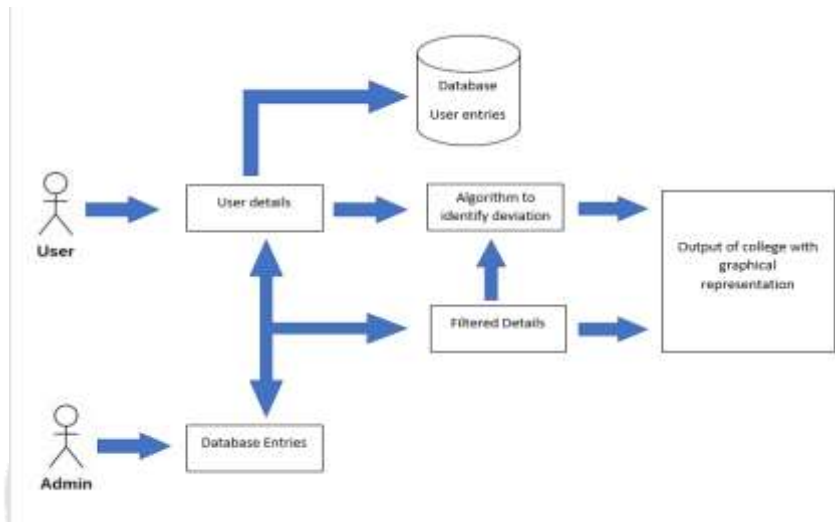 Database
User entries
User details
Algorithm to
identify deviation
User
Output of college with
graphical
representation
Filtered Details
Database Entries
Admin